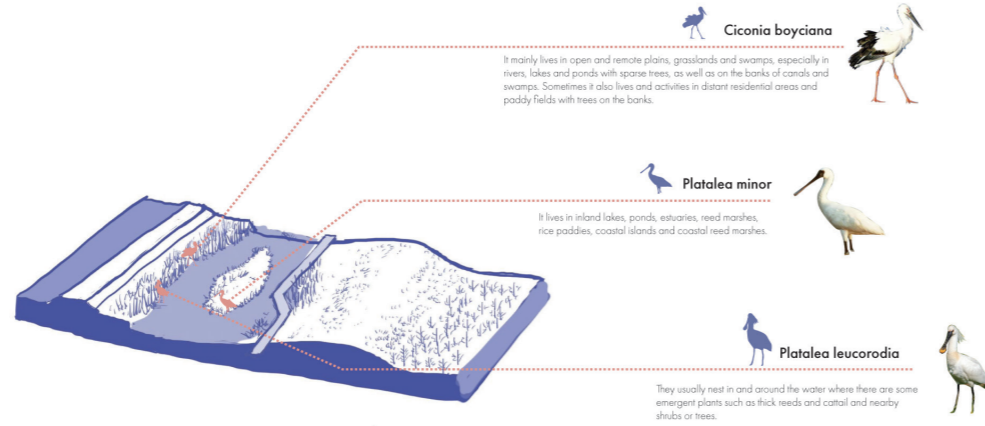 Ciconia boyciana
It mainly lives in open and remote plains, grasslands and swamps, especially in
rivers, lakes and ponds with sparse trees, as well as on the banks of canals and
swamps. Sometimes it also lives and activities in distant residential areas and
paddy fields with trees on the banks.
Platalea minor
It lives in inland lakes, ponds, estuaries, reed marshes,
rice paddies, coastal islands and coastal reed marshes.
Platalea leucorodia
They usually nest in and around the water where there are some
emergent plants such as thick reeds and cattail and nearby
shrubs or trees.